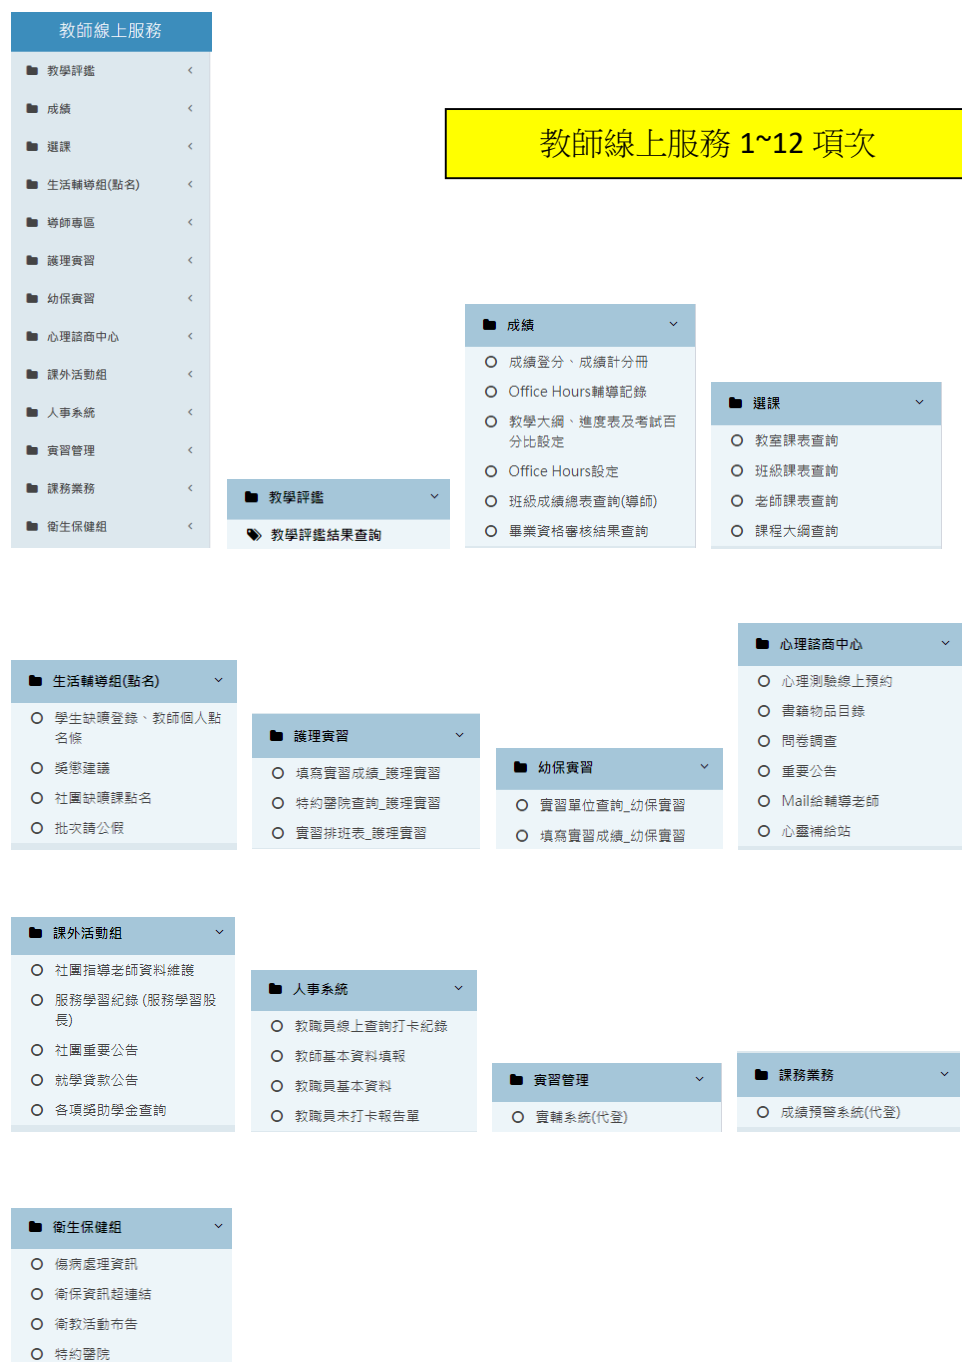 教師線上服務
教學評鑑
成績
選課
生活輔導組(點名)
導師專區
護理實習
幼保實習
心理諮商中心
課外活動組
人事系統
實習管理
課務業務
衛生保健組
教師線上服務 1~12 項次
教學評鑑
教學評鑑結果查詢
成績
成績登分、成績計分冊
Office Hours輔導記錄
教學大綱、進度表及考試百
分比設定
Office Hours設定
班級成績總表查詢(導師)
畢業資格審核結果查詢
選課
教室課表查詢
班級課表查詢
老師課表查詢
課程大綱查詢
生活輔導組(點名)
學生缺曠登錄、教師個人點
名條
獎懲建議
社團缺曠課點名
批次請公假
護理實習
填寫實習成績_護理實習
特約醫院查詢_護理實習
實習排班表_護理實習
幼保實習
實習單位查詢_幼保實習
填寫實習成績_幼保實習
心理諮商中心
心理測驗線上預約
書籍物品目錄
問卷調查
重要公告
Mail給輔導老師
心靈補給站
課外活動組
社團指導老師資料維護
服務學習紀錄 (服務學習股
長)
社團重要公告
就學貸款公告
各項獎助學金查詢
人事系統
教職員線上查詢打卡紀錄
教師基本資料填報
教職員基本資料
教職員未打卡報告單
實習管理
實輔系統(代登)
課務業務
成績預警系統(代登)
衛生保健組
傷病處理資訊
衛保資訊超連結
衛教活動布告
特約醫院